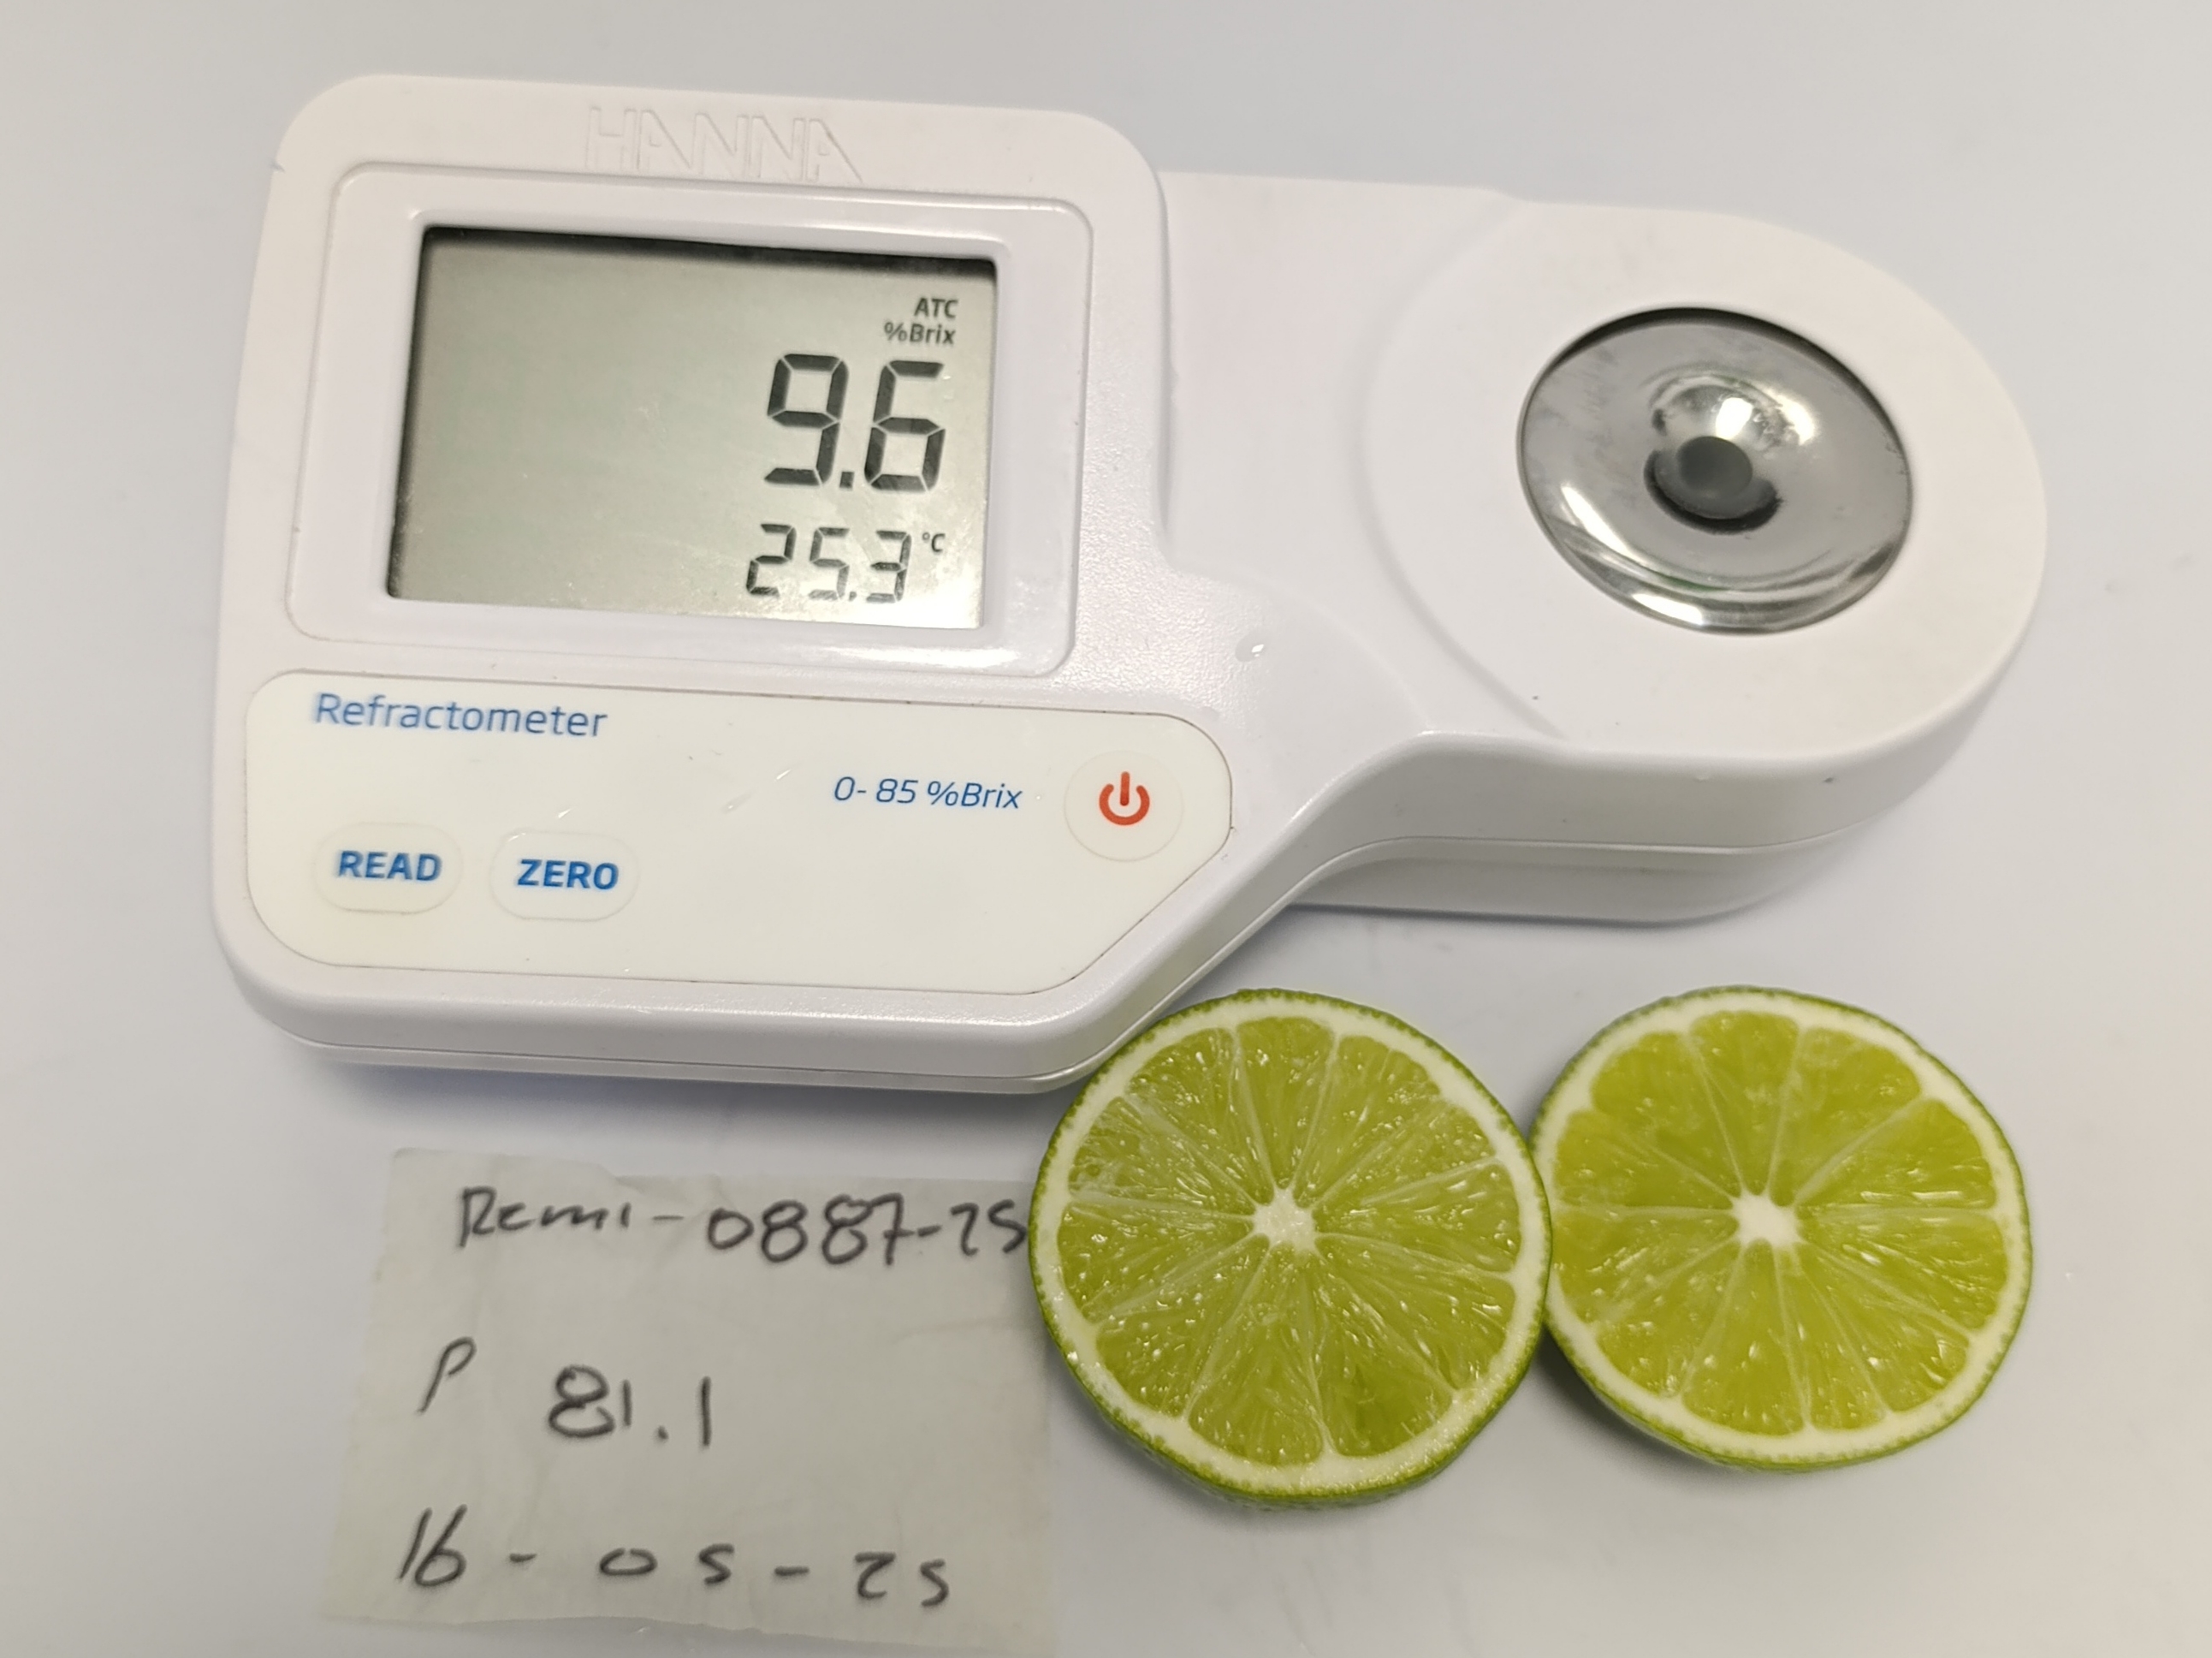 HANNA
ATC
%Brix
9.6
25.3 °C
Refractometer
0-85 %Brix
READ ZERO
Remi-0887-25
P 81.1
16-05-25